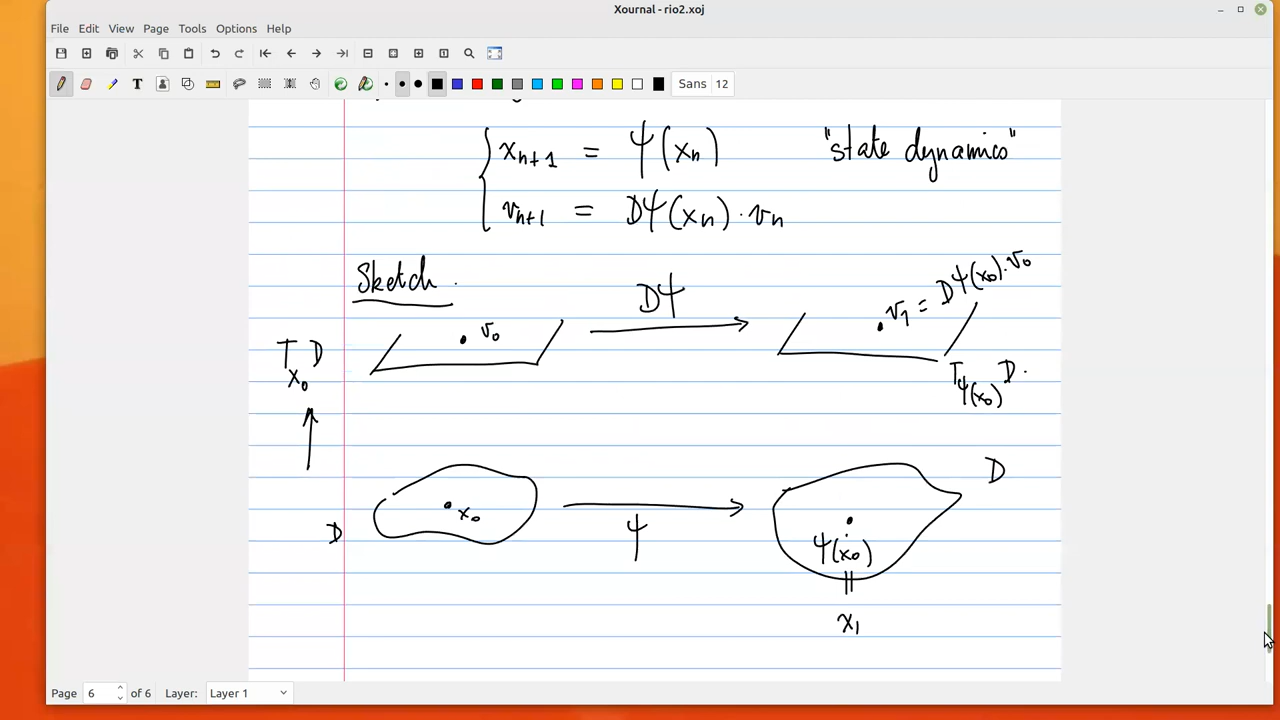 Xournal - rio2.xoj
File Edit View Page Tools Options Help
Sans 12
x_{n+1} = Ψ(x_n) "state dynamics"
v_{n+1} = DΨ(x_n) · v_n
Sketch.
DΨ
v_0
v_1 = DΨ(x_0) · v_0
T_{x_0} D
T_{Ψ(x_0)} D.
D
x_0
Ψ
D
Ψ(x_0)
||
x_1
Page 6 of 6 Layer: Layer 1